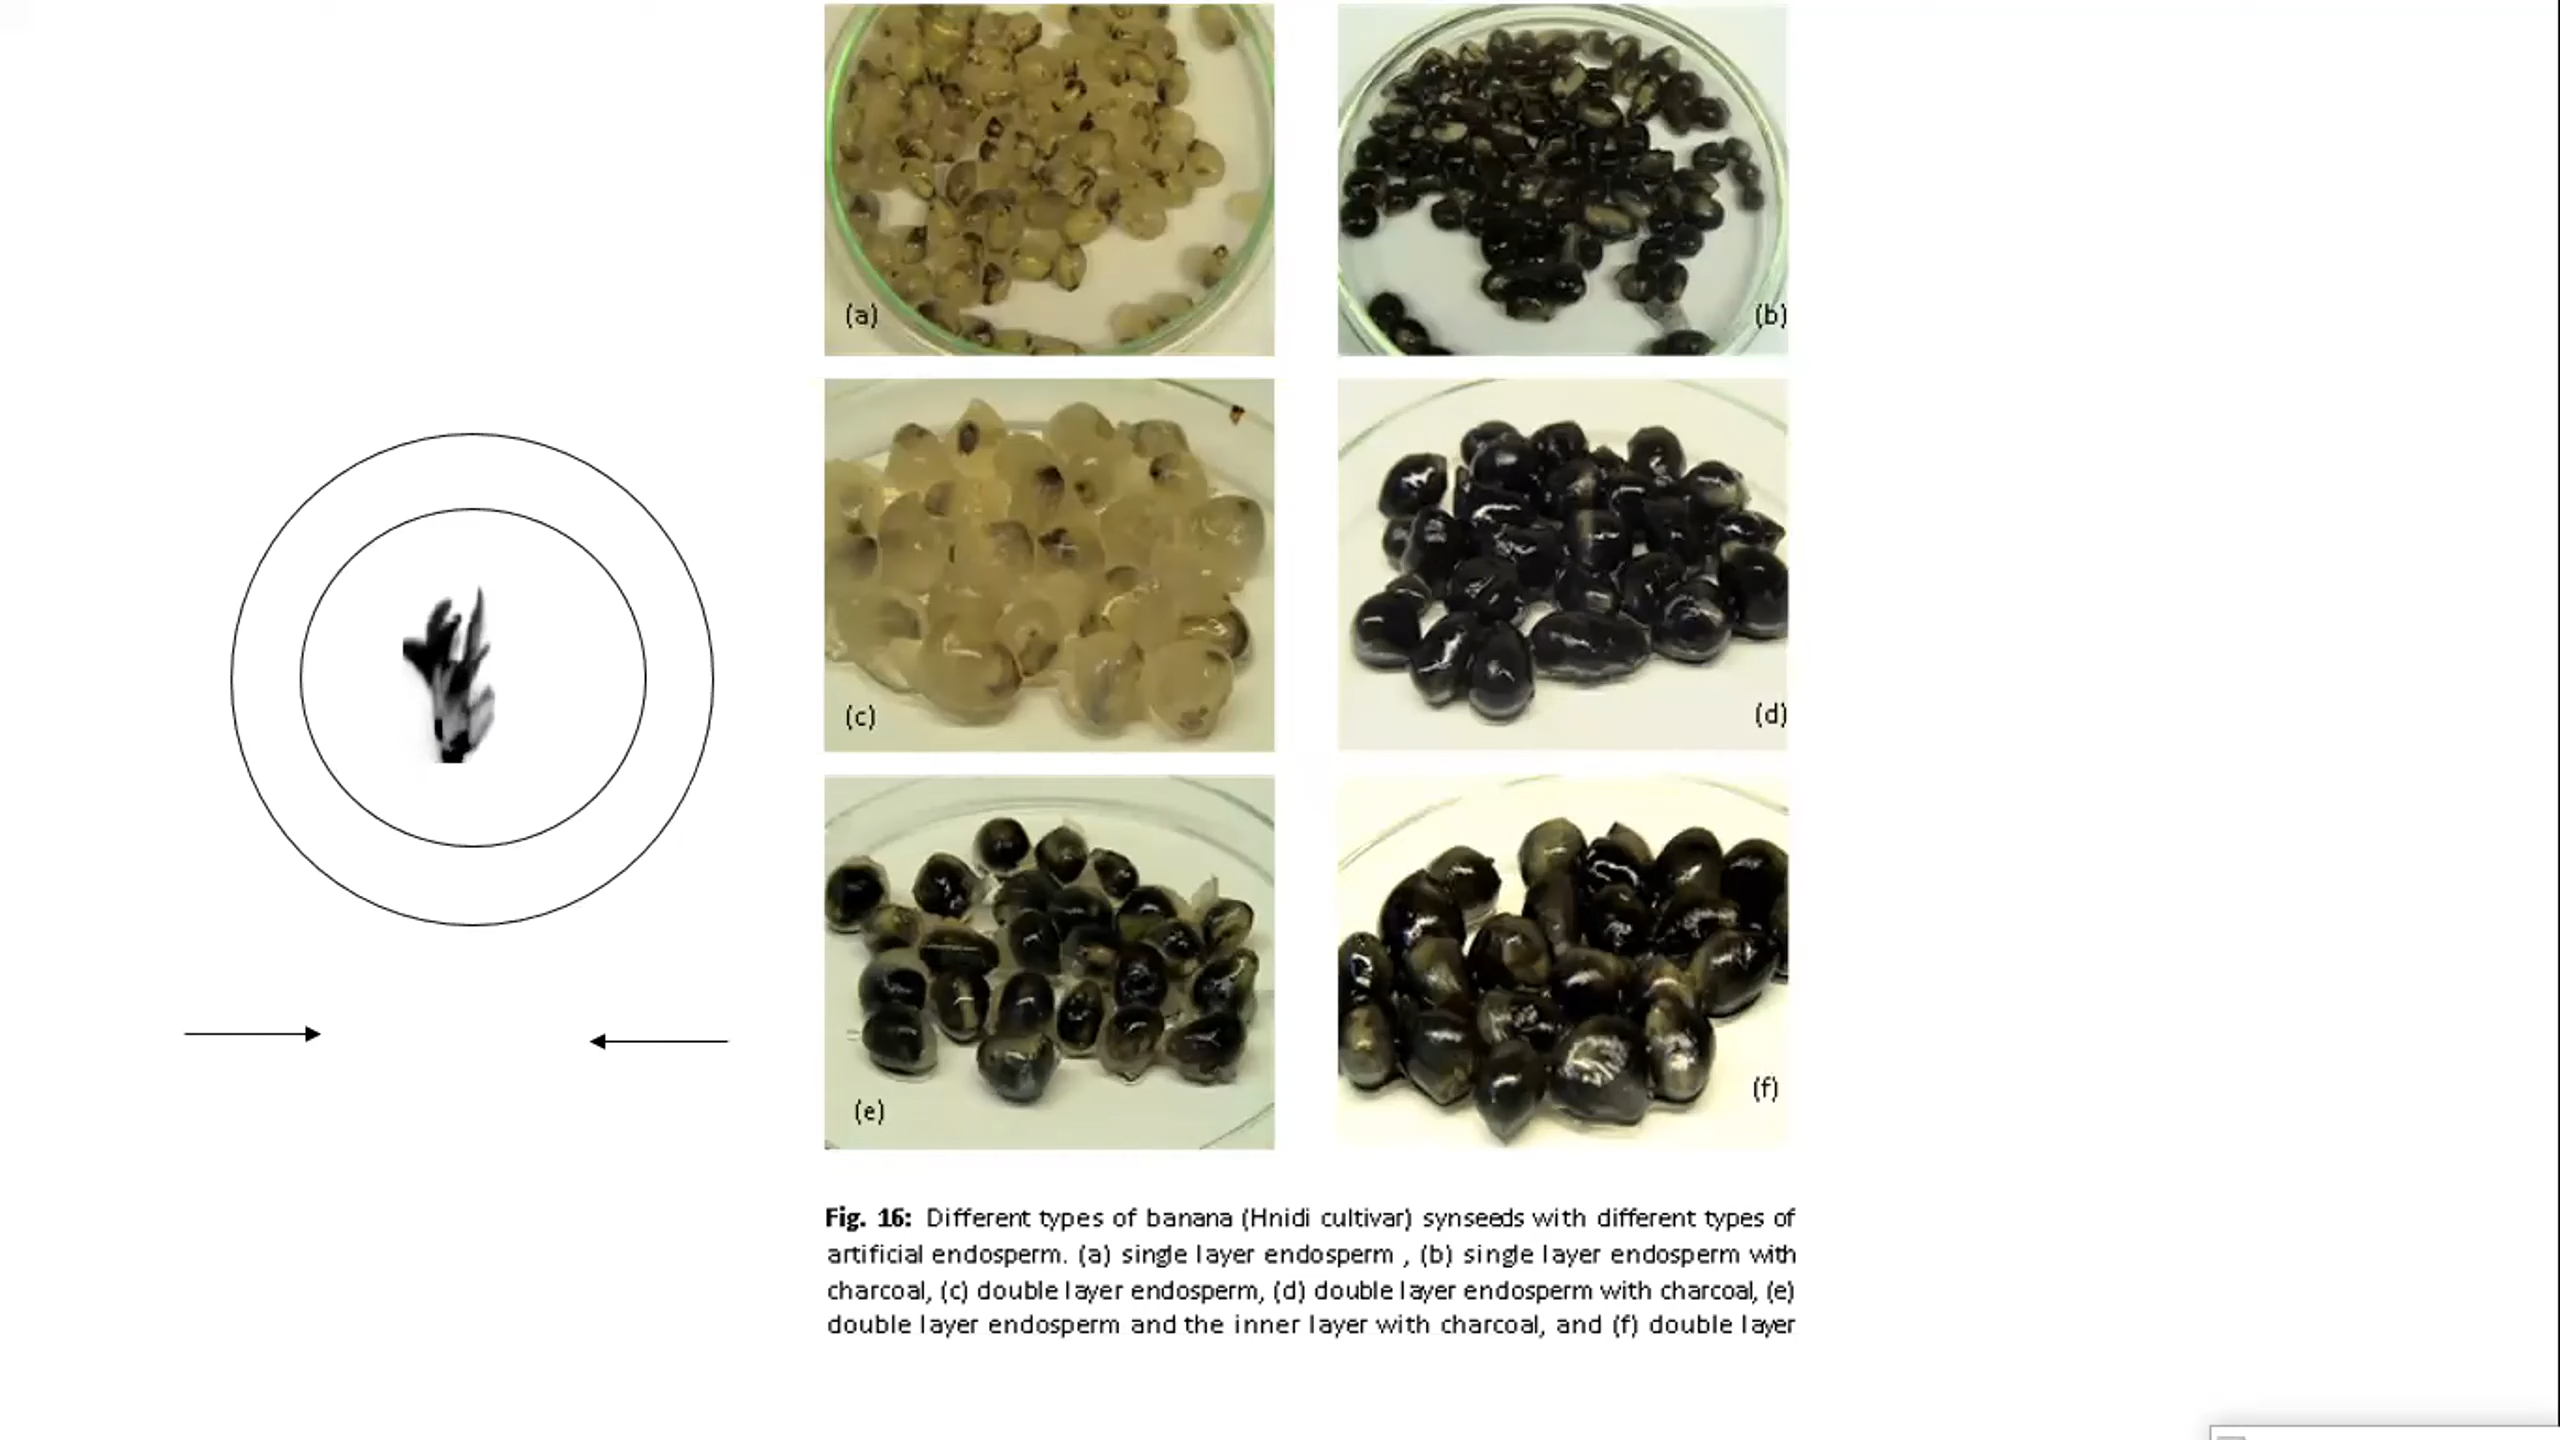 (a)
(b)
(c)
(d)
(e)
(f)
Fig. 16: Different types of banana (Hnidi cultivar) synseeds with different types of
artificial endosperm. (a) single layer endosperm , (b) single layer endosperm with
charcoal, (c) double layer endosperm, (d) double layer endosperm with charcoal, (e)
double layer endosperm and the inner layer with charcoal, and (f) double layer